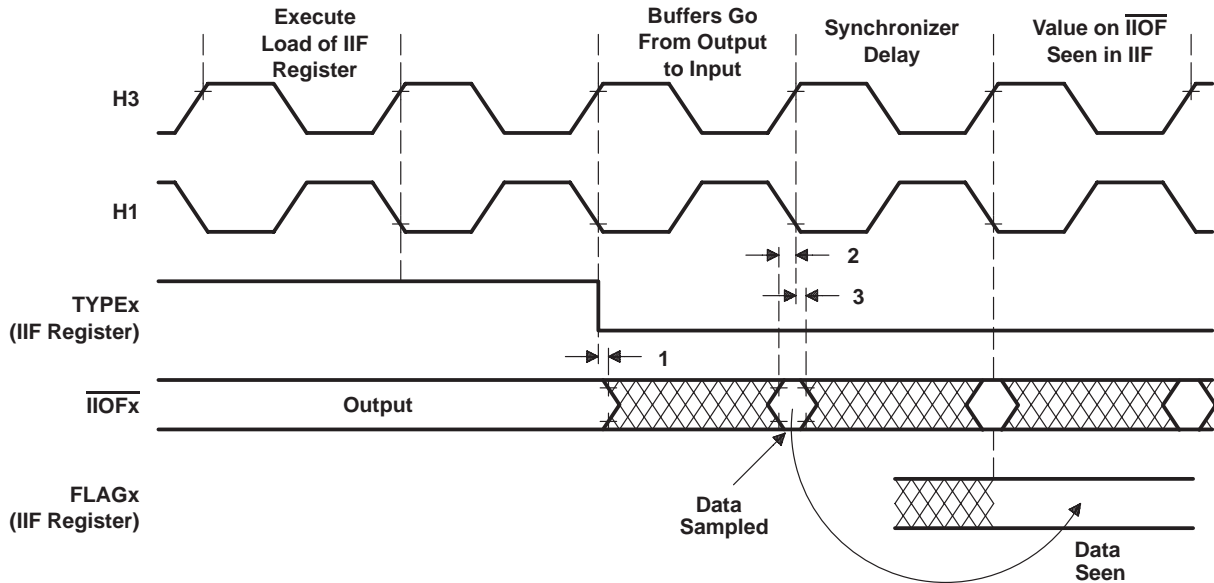 Execute
Load of IIF
Register
Buffers Go
From Output
to Input
Synchronizer
Delay
Value on IIOF
Seen in IIF
H3
H1
2
3
TYPEx
(IIF Register)
1
IIOFx
Output
FLAGx
(IIF Register)
Data
Sampled
Data
Seen